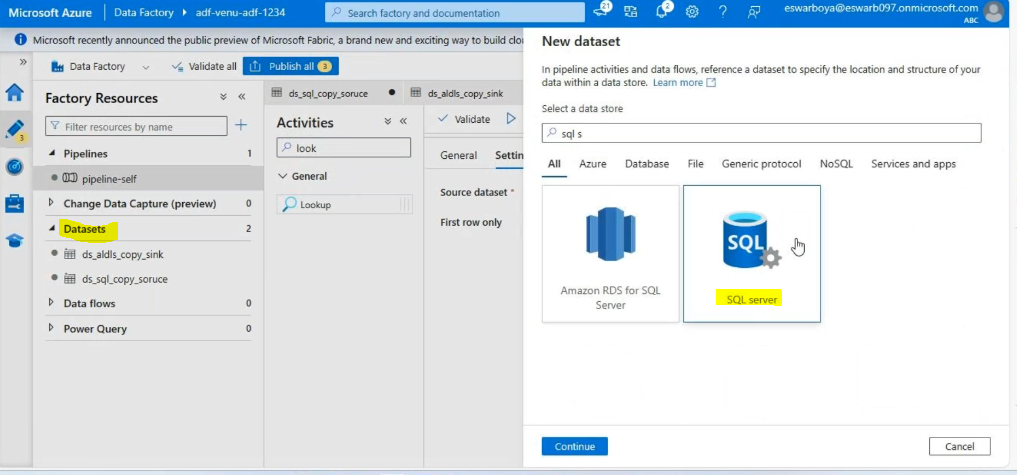 Microsoft Azure
Data Factory
adf-venu-adf-1234
Search factory and documentation
21
2
eswarboya@eswarb097.onmicrosoft.com
ABC
Microsoft recently announced the public preview of Microsoft Fabric, a brand new and exciting way to build clou
Data Factory
Validate all
Publish all
3
3
Factory Resources
Filter resources by name
Pipelines
1
pipeline-self
Change Data Capture (preview)
0
Datasets
2
ds_aldls_copy_sink
ds_sql_copy_soruce
Data flows
0
Power Query
0
ds_sql_copy_soruce
ds_aldls_copy_sink
Activities
look
General
Lookup
Validate
General
Settin
Source dataset *
First row only
New dataset
In pipeline activities and data flows, reference a dataset to specify the location and structure of your
data within a data store. Learn more
Select a data store
sql s
All
Azure
Database
File
Generic protocol
NoSQL
Services and apps
Amazon RDS for SQL
Server
SQL
SQL server
Continue
Cancel